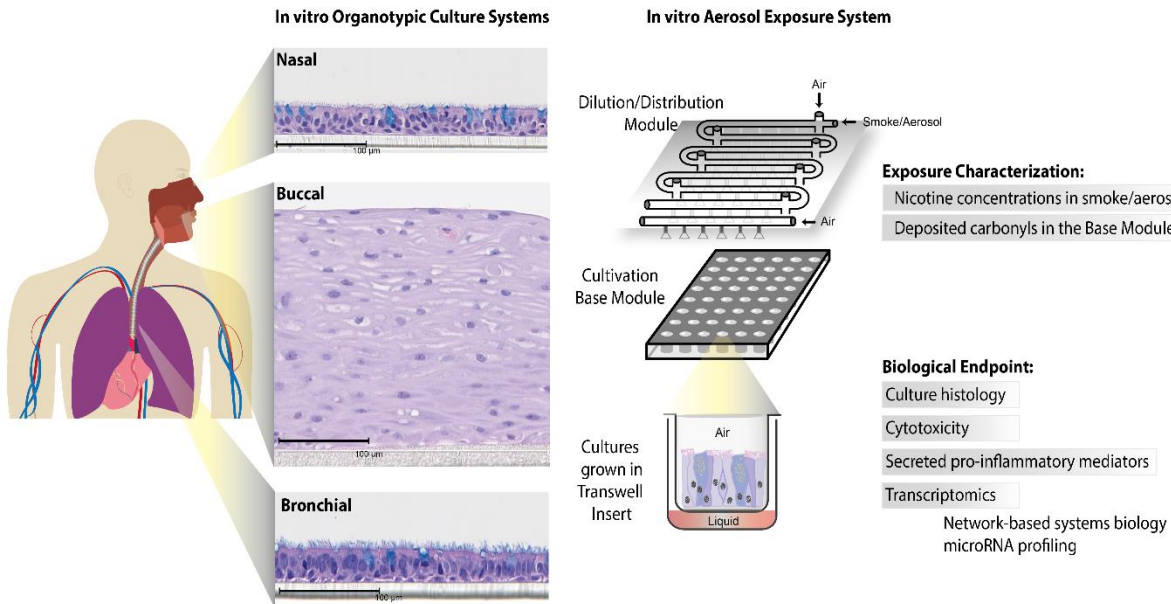 In vitro Organotypic Culture Systems
Nasal
100 µm
Buccal
100 µm
Bronchial
100 µm
In vitro Aerosol Exposure System
Air
Dilution/Distribution
Module
Smoke/Aerosol
Air
Cultivation
Base Module
Cultures
grown in
Transwell
Insert
Air
Liquid
Exposure Characterization:
Nicotine concentrations in smoke/aeros
Deposited carbonyls in the Base Module
Biological Endpoint:
Culture histology
Cytotoxicity
Secreted pro-inflammatory mediators
Transcriptomics
Network-based systems biology
microRNA profiling